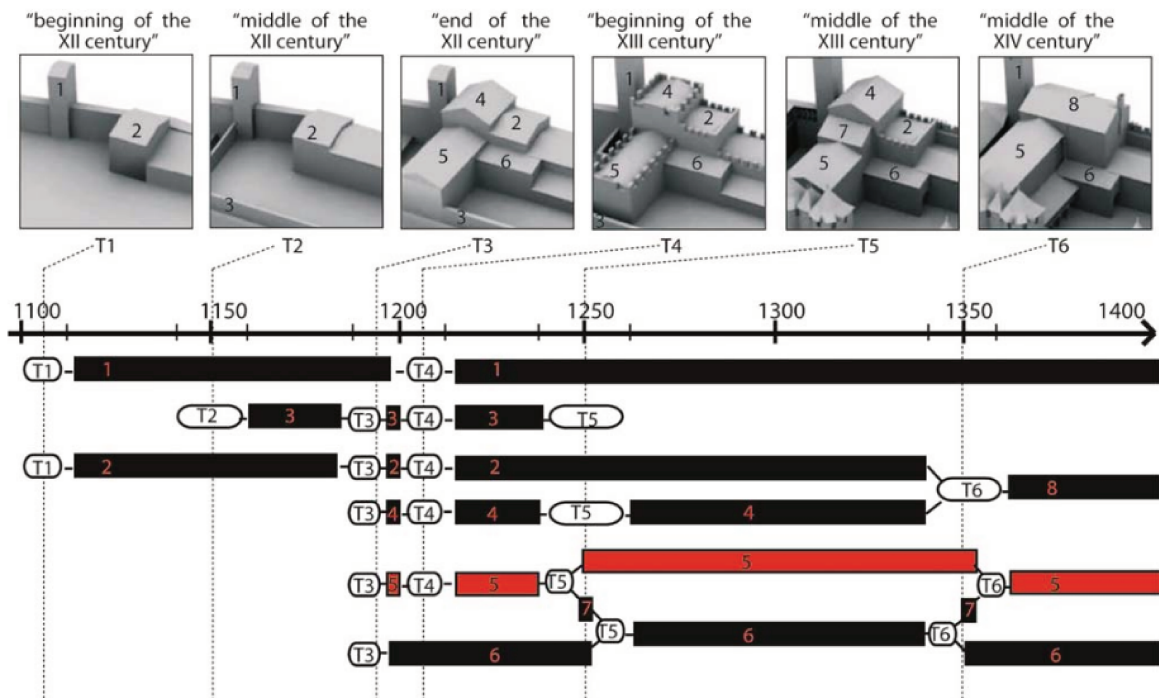 “beginning of the
XII century”
“middle of the
XII century”
“end of the
XII century”
“beginning of
XIII century”
“middle of the
XIII century”
“middle of the
XIV century”
1 2
1 2 3
1 4 2 5 6 3
1 4 2 5 6 3
4 7 2 5 6
1 8 5 6
T1 T2 T3 T4 T5 T6
1100 1150 1200 1250 1300 1350 1400
T1 1 T4 1
T2 3 T3 3 T4 3 T5
T1 2 T3 2 T4 2
T6 8
T3 4 T4 4 T5 4
5
T3 5 T4 5 T5 T6 5
7 7
T5 6 T6
T3 6 6